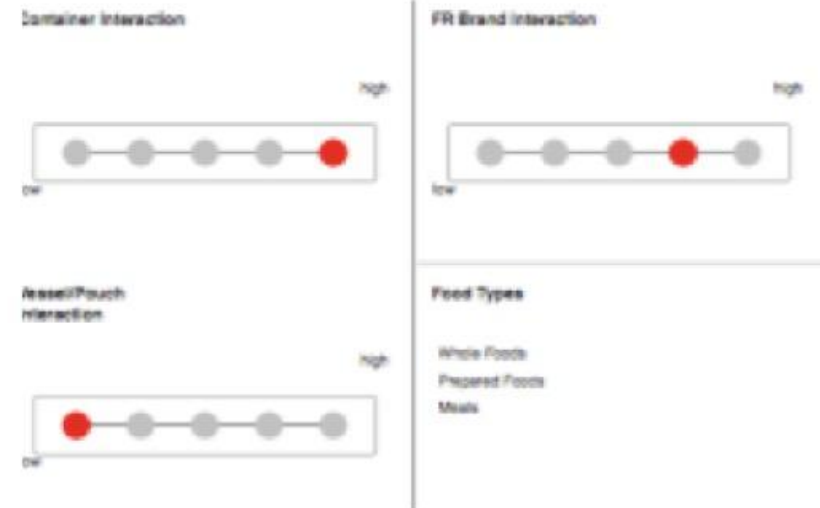 Container Interaction
high
low
FR Brand Interaction
high
low
Vessel/Pouch
Interaction
high
low
Food Types
Whole Foods
Prepared Foods
Meals